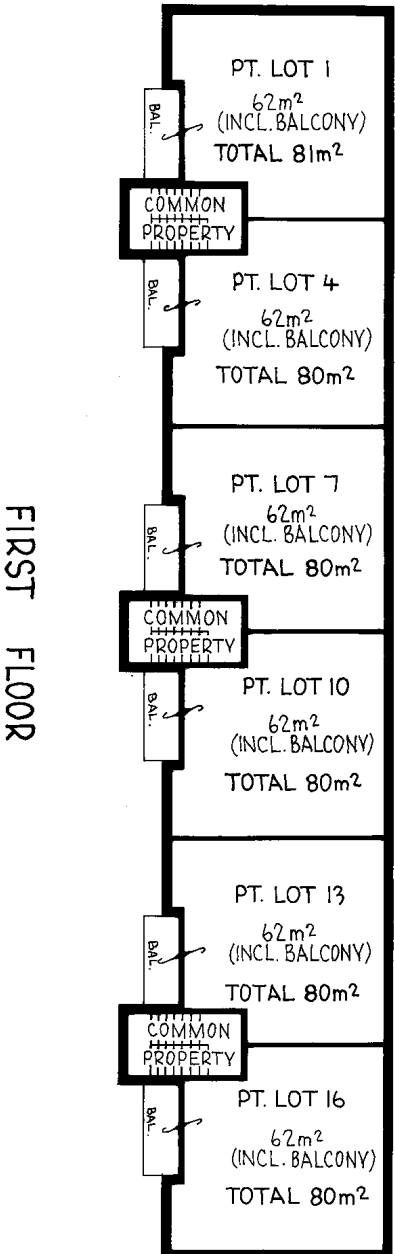 PT. LOT 1
62m²
(INCL. BALCONY)
TOTAL 81m²
BAL.
COMMON
PROPERTY
BAL.
PT. LOT 4
62m²
(INCL. BALCONY)
TOTAL 80m²
PT. LOT 7
62m²
(INCL. BALCONY)
TOTAL 80m²
BAL.
COMMON
PROPERTY
BAL.
PT. LOT 10
62m²
(INCL. BALCONY)
TOTAL 80m²
PT. LOT 13
62m²
(INCL. BALCONY)
TOTAL 80m²
BAL.
COMMON
PROPERTY
BAL.
PT. LOT 16
62m²
(INCL. BALCONY)
TOTAL 80m²
FIRST FLOOR